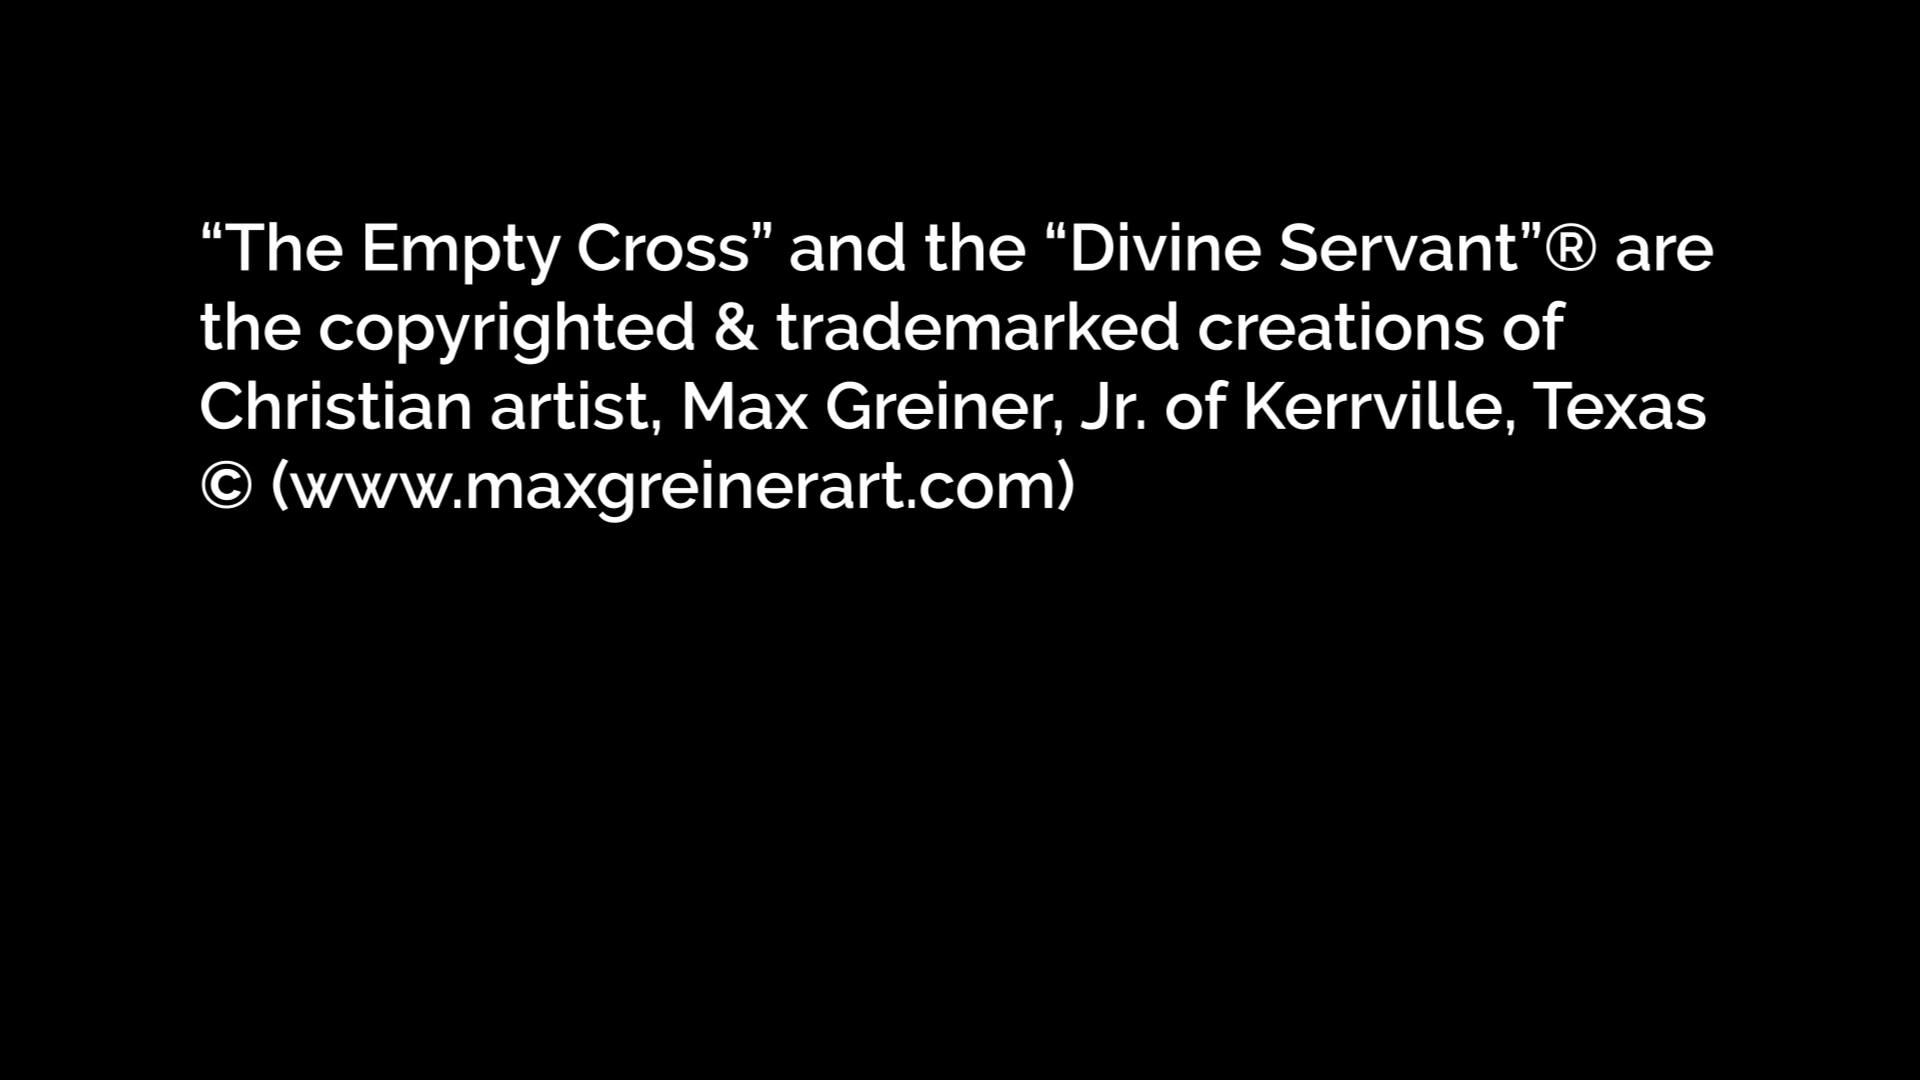 “The Empty Cross” and the “Divine Servant”® are
the copyrighted & trademarked creations of
Christian artist, Max Greiner, Jr. of Kerrville, Texas
© (www.maxgreinerart.com)